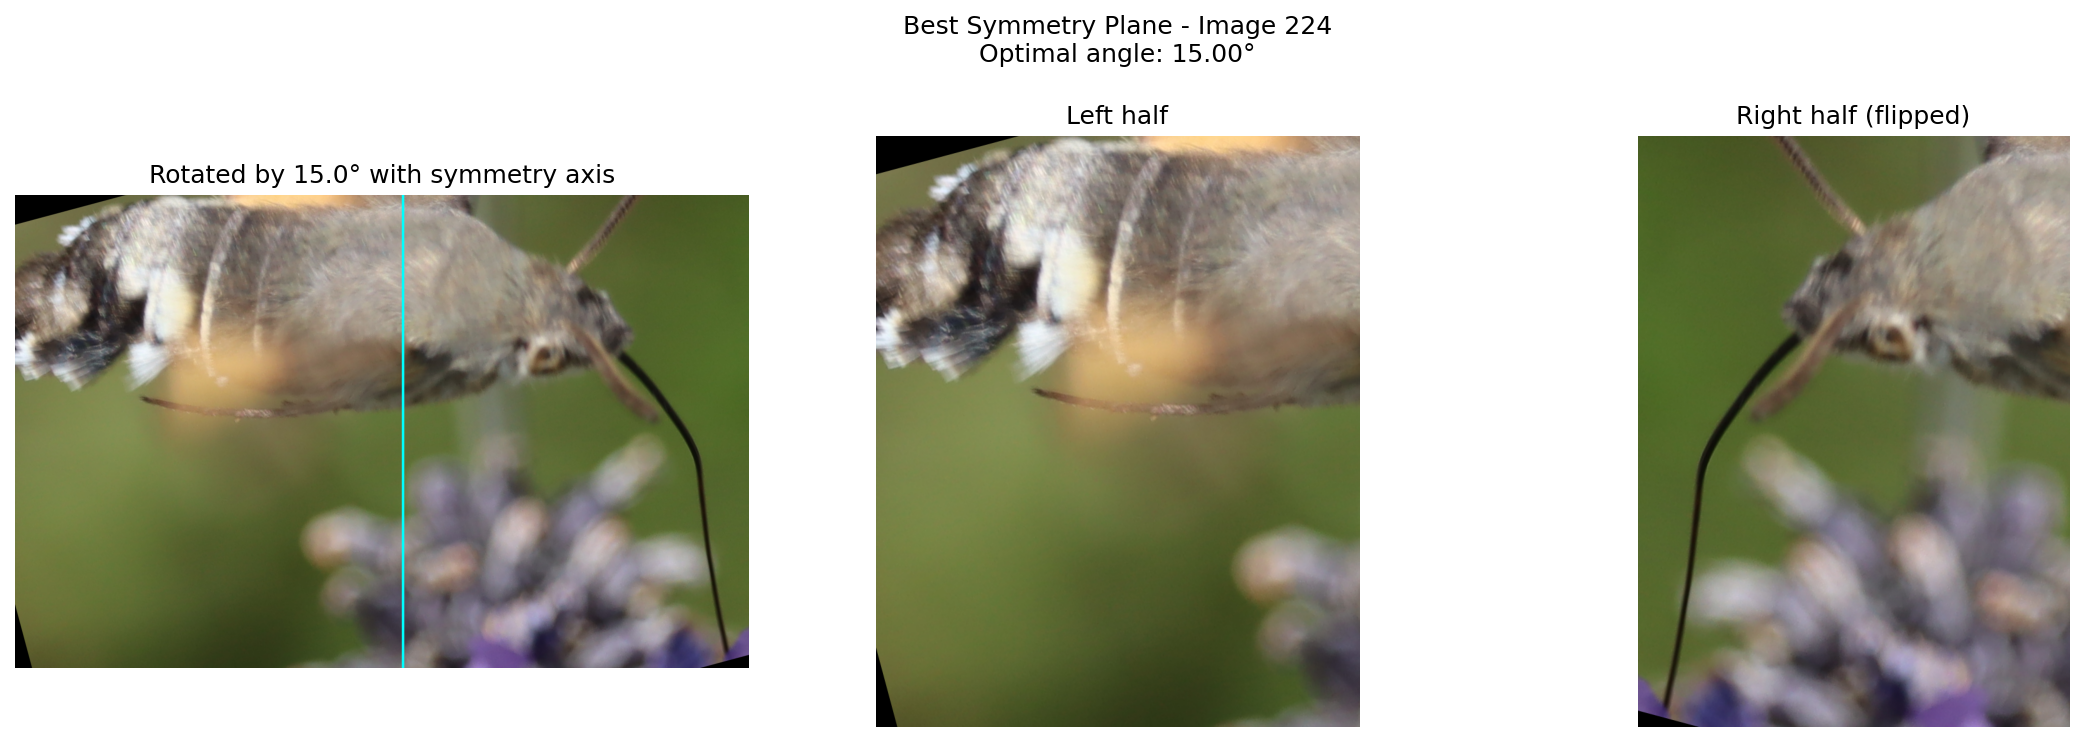 Best Symmetry Plane - Image 224
Optimal angle: 15.00°
Rotated by 15.0° with symmetry axis
Left half
Right half (flipped)